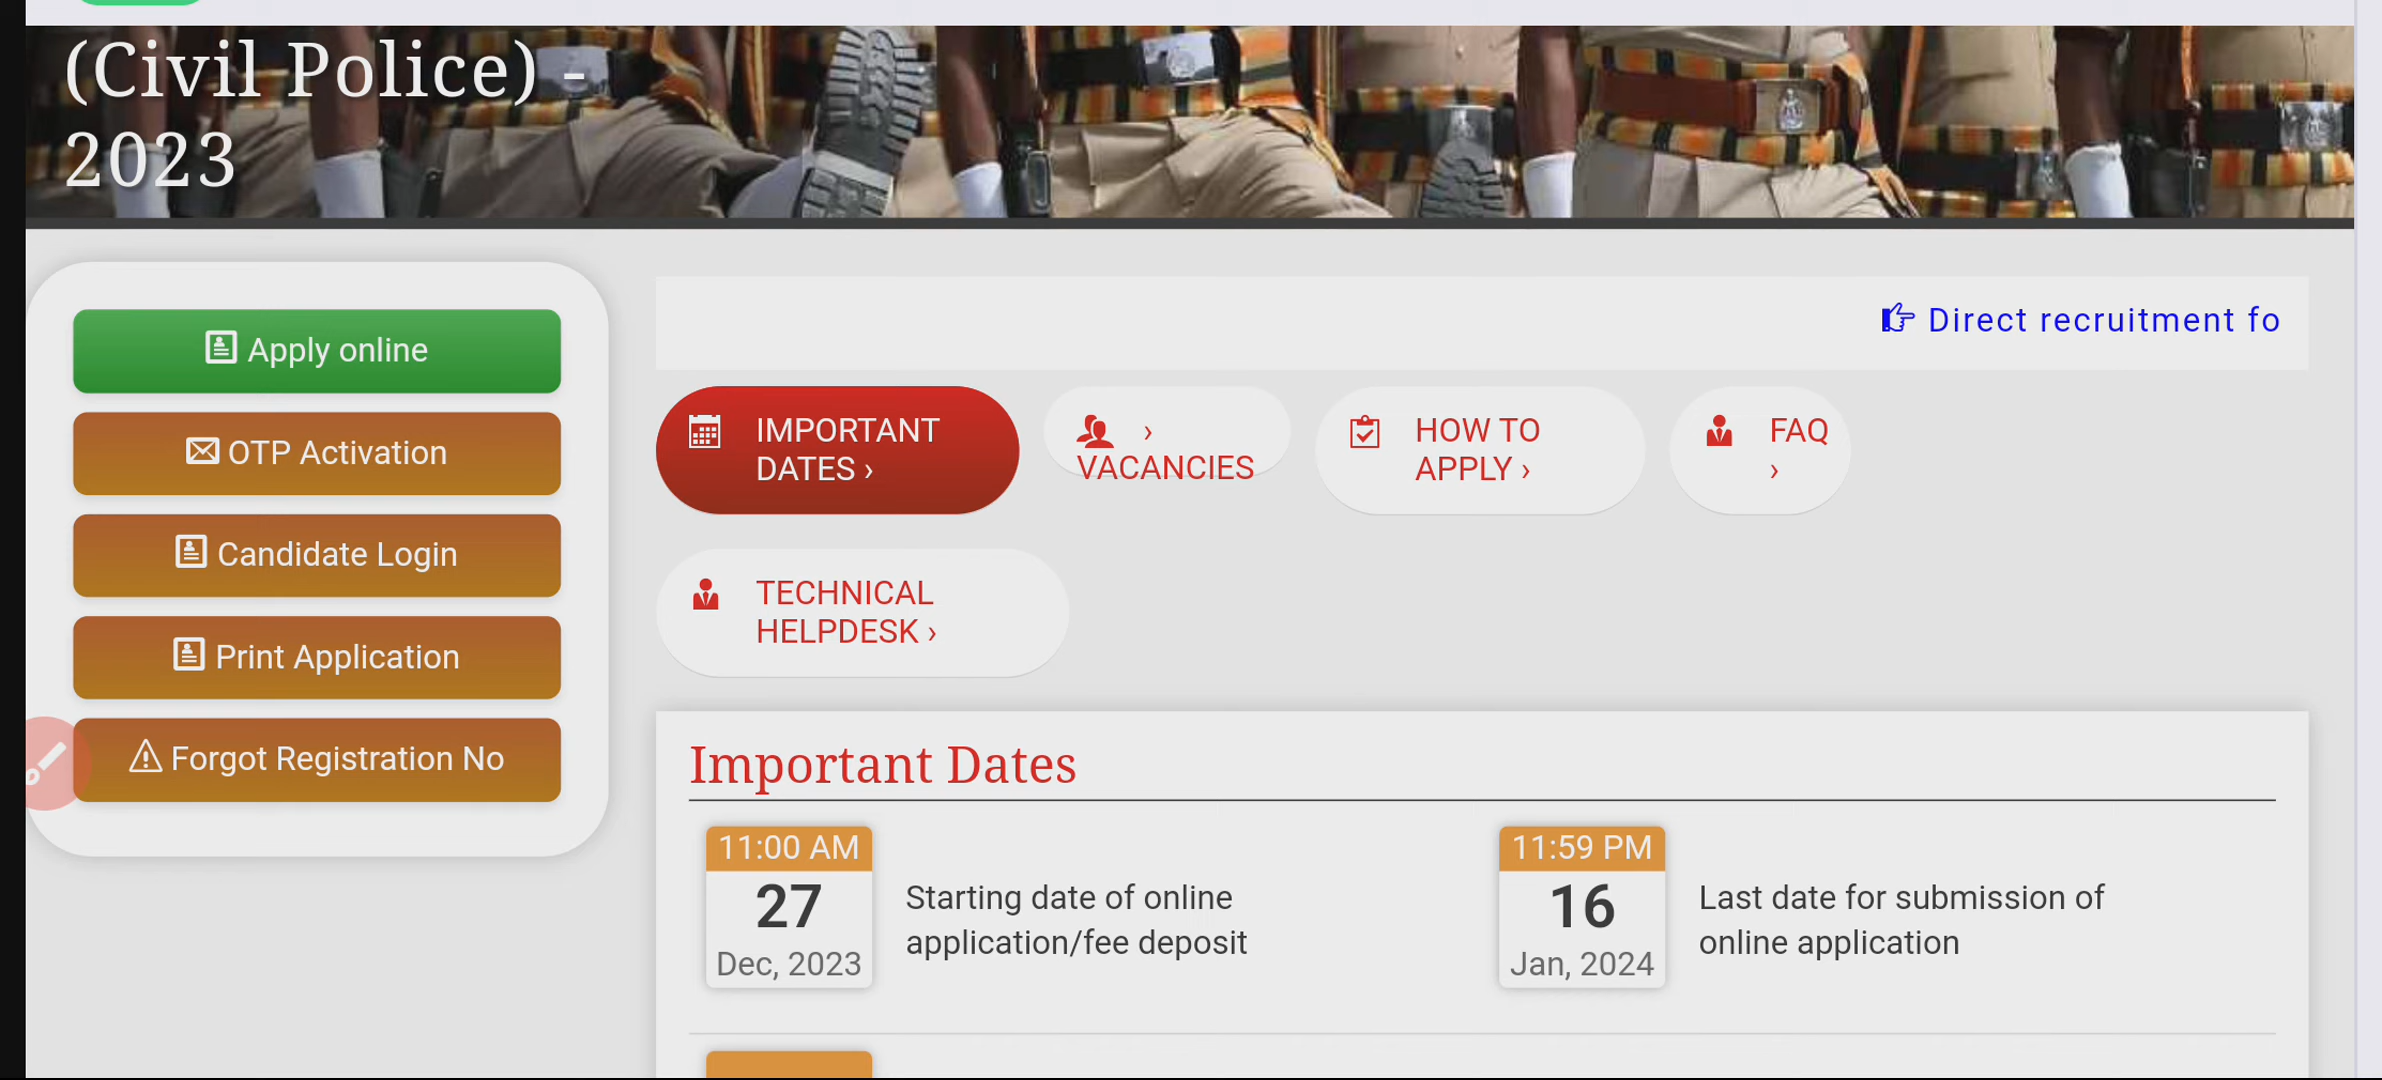 (Civil Police) -
2023
Apply online
OTP Activation
Candidate Login
Print Application
Forgot Registration No
Direct recruitment fo
IMPORTANT
DATES ›
›
VACANCIES
HOW TO
APPLY ›
FAQ
›
TECHNICAL
HELPDESK ›
Important Dates
11:00 AM
27
Dec, 2023
Starting date of online
application/fee deposit
11:59 PM
16
Jan, 2024
Last date for submission of
online application